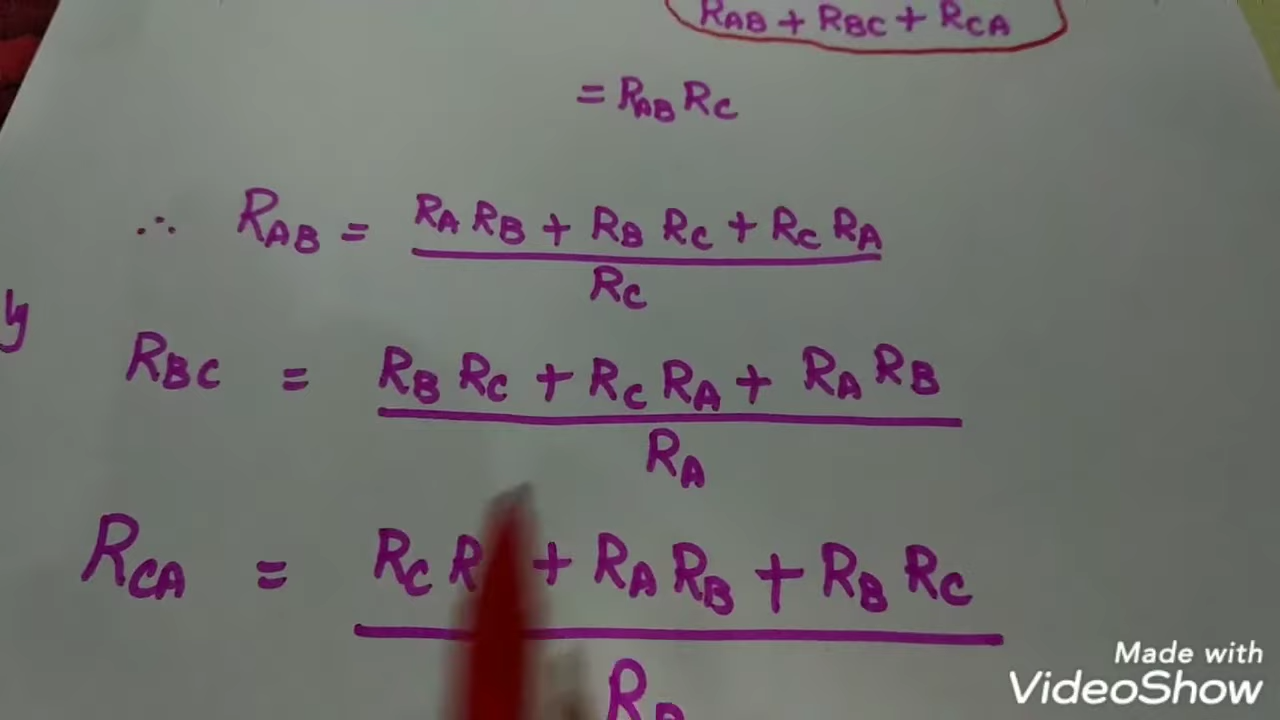 RAB + RBC + RCA
= RAB RC
∴ RAB = RA RB + RB RC + RC RA
RC
ly
RBC = RB RC + RC RA + RA RB
RA
RCA = RC R + RA RB + RB RC
Made with
VideoShow